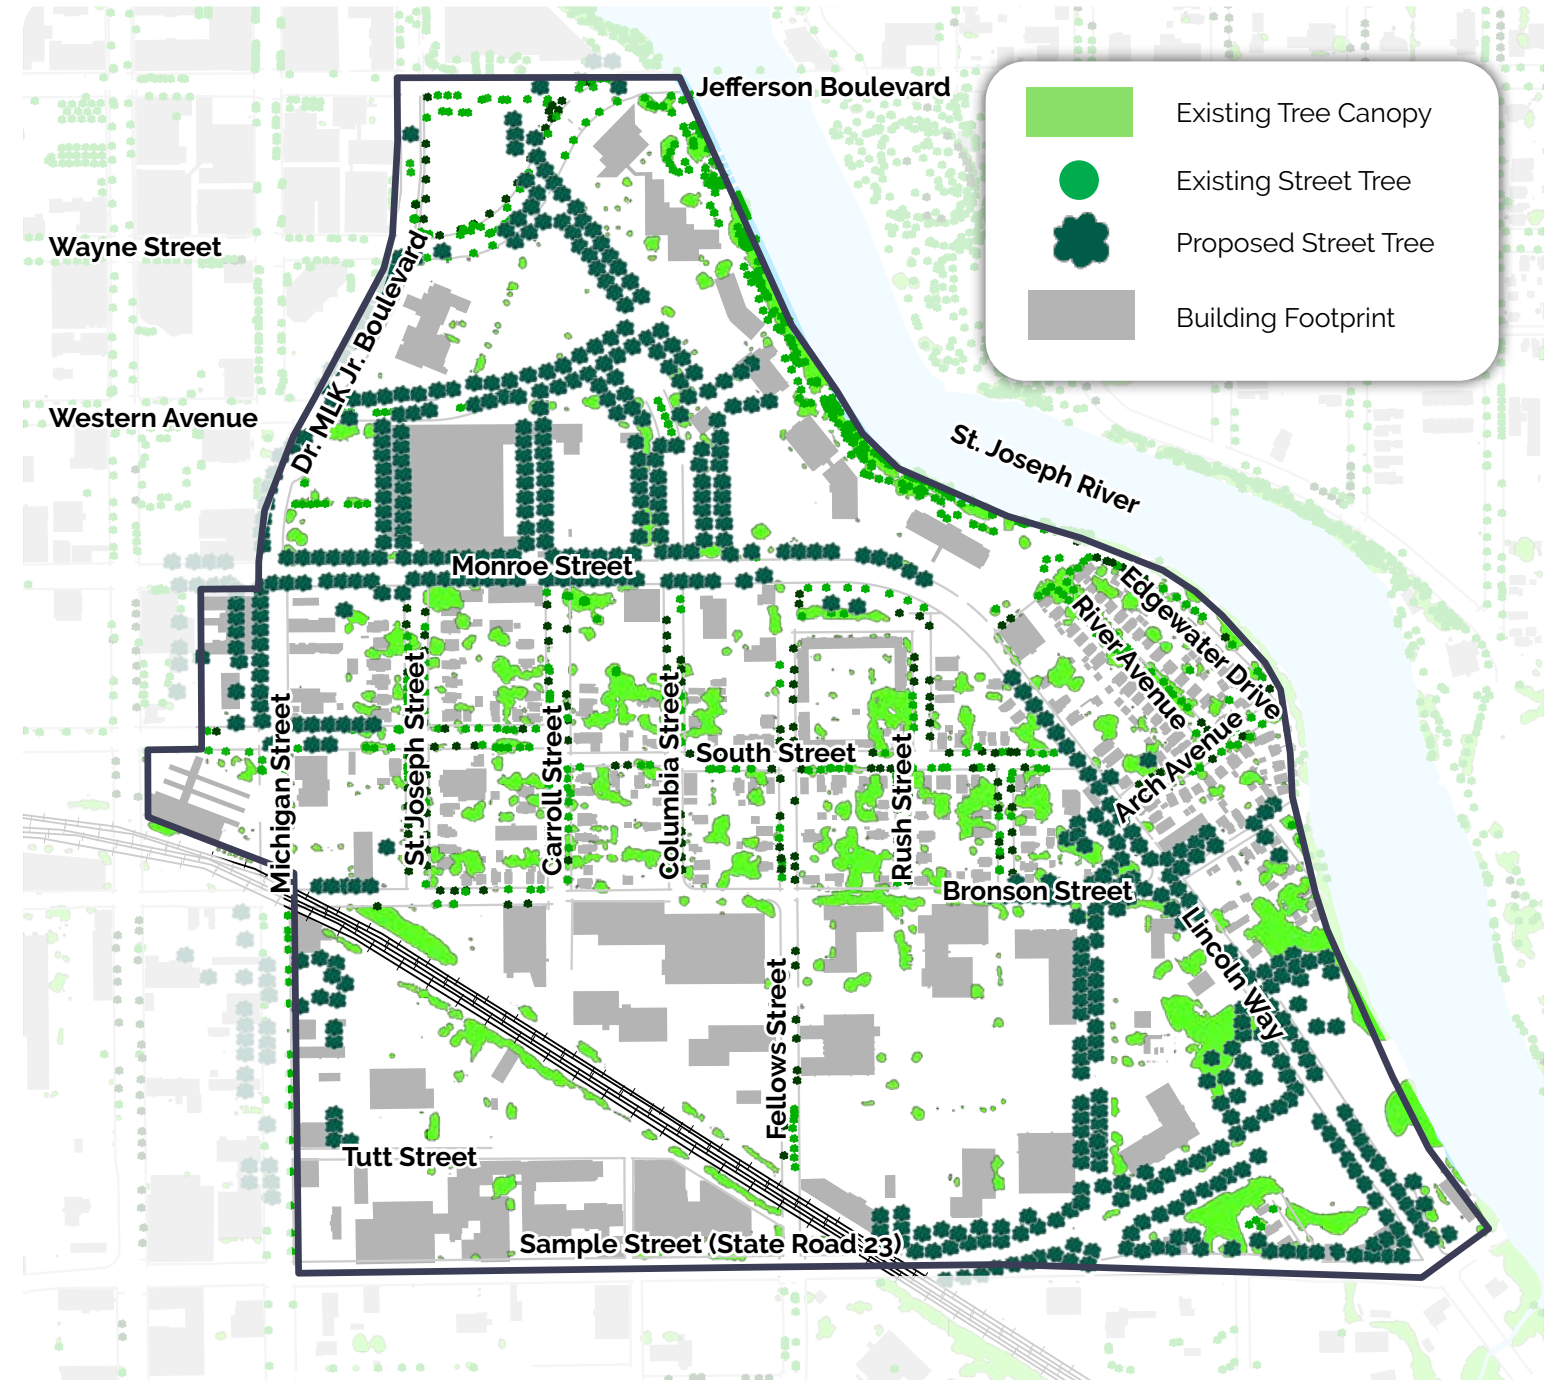 Jefferson Boulevard
Existing Tree Canopy
Existing Street Tree
Proposed Street Tree
Building Footprint
Wayne Street
Dr. MLK Jr. Boulevard
Western Avenue
St. Joseph River
Monroe Street
Edgewater Drive
River Avenue
Arch Avenue
Michigan Street
St. Joseph Street
Carroll Street
Columbia Street
South Street
Rush Street
Bronson Street
Lincoln Way
Fellows Street
Tutt Street
Sample Street (State Road 23)